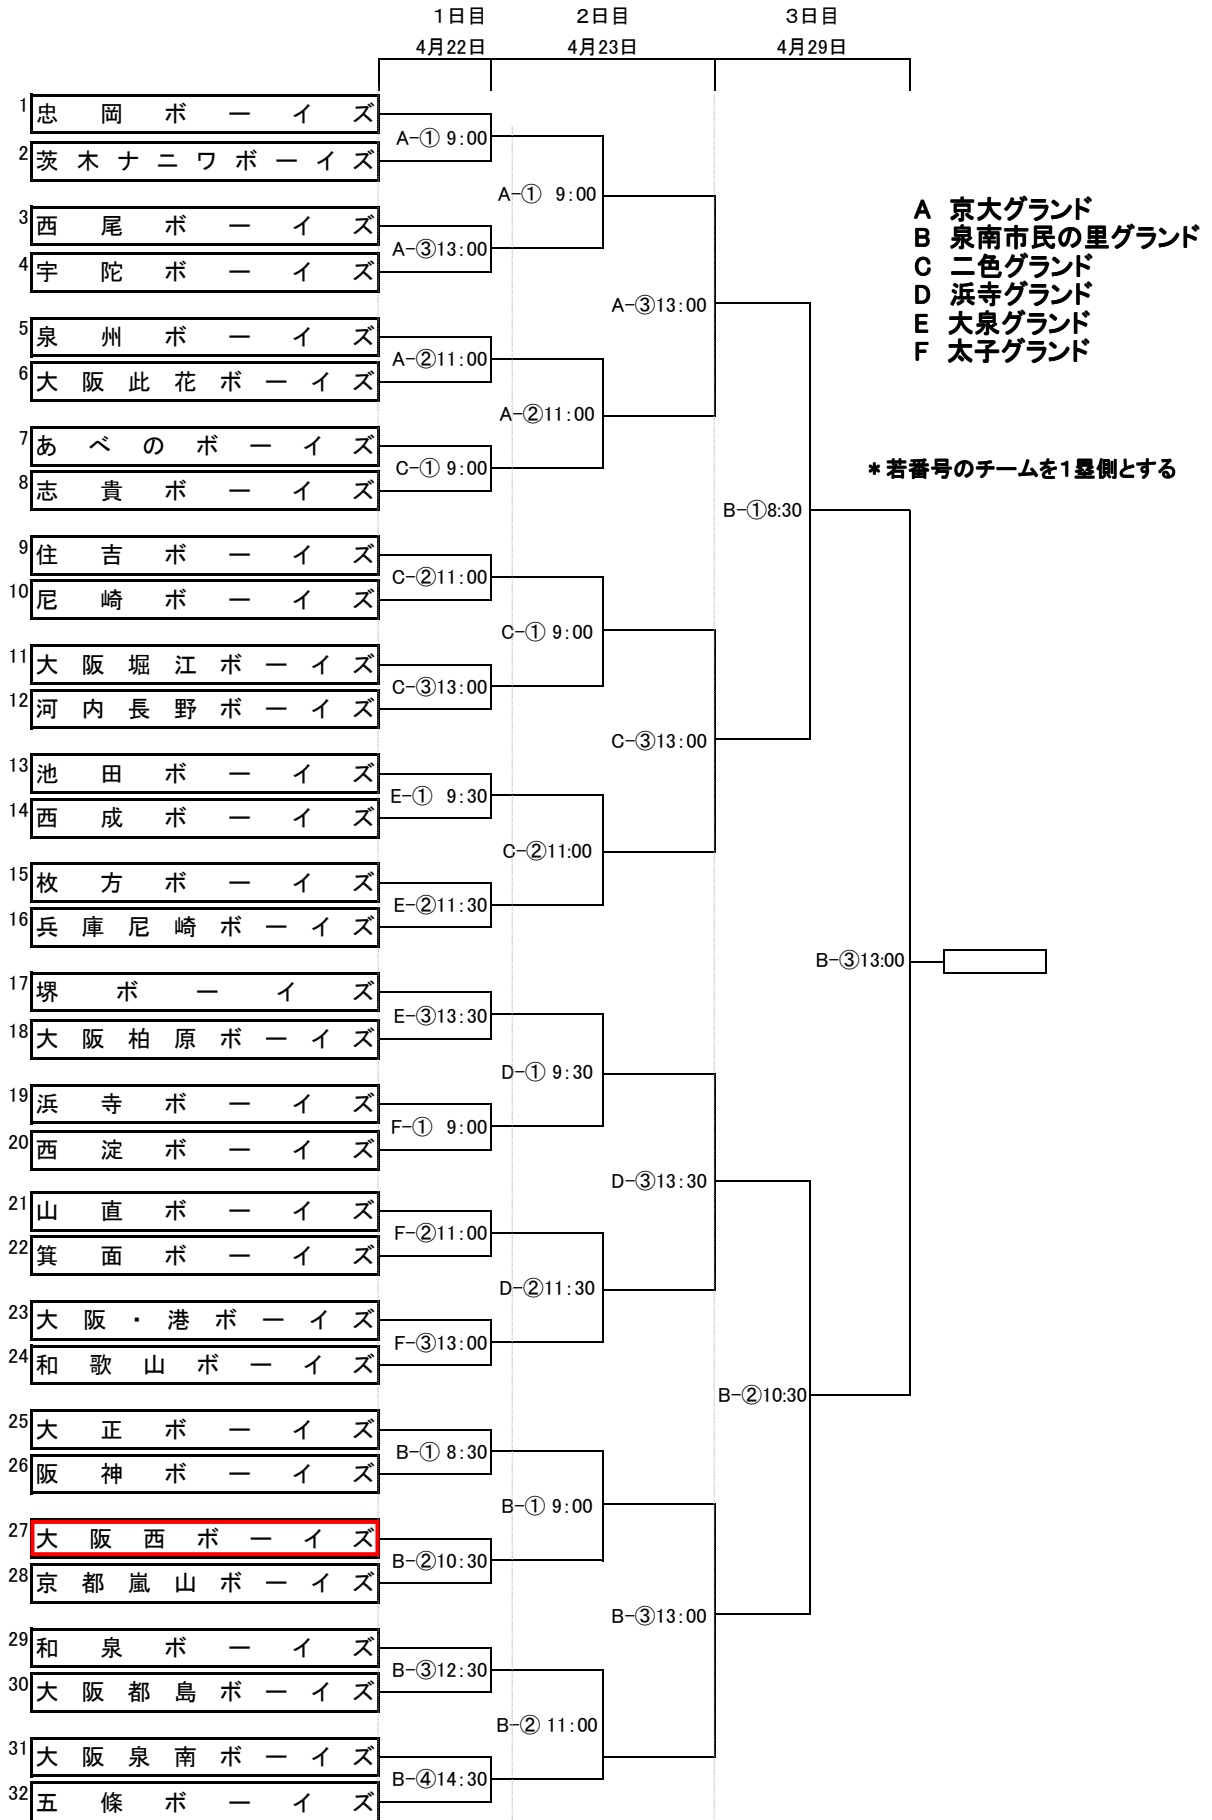 １日目 ２日目 ３日目
4月22日 4月23日 4月29日
1 忠岡ボーイズ
A-① 9:00
2 茨木ナニワボーイズ
A-① 9:00
3 西尾ボーイズ
A-③13:00
4 宇陀ボーイズ
A 京大グランド
B 泉南市民の里グランド
C 二色グランド
D 浜寺グランド
E 大泉グランド
F 太子グランド
A-③13:00
5 泉州ボーイズ
A-②11:00
6 大阪此花ボーイズ
A-②11:00
7 あべのボーイズ
C-① 9:00
8 志貴ボーイズ
＊若番号のチームを1塁側とする
B-①8:30
9 住吉ボーイズ
C-②11:00
10 尼崎ボーイズ
C-① 9:00
11 大阪堀江ボーイズ
C-③13:00
12 河内長野ボーイズ
C-③13:00
13 池田ボーイズ
E-① 9:30
14 西成ボーイズ
C-②11:00
15 枚方ボーイズ
E-②11:30
16 兵庫尼崎ボーイズ
B-③13:00
17 堺ボーイズ
E-③13:30
18 大阪柏原ボーイズ
D-① 9:30
19 浜寺ボーイズ
F-① 9:00
20 西淀ボーイズ
D-③13:30
21 山直ボーイズ
F-②11:00
22 箕面ボーイズ
D-②11:30
23 大阪・港ボーイズ
F-③13:00
24 和歌山ボーイズ
B-②10:30
25 大正ボーイズ
B-① 8:30
26 阪神ボーイズ
B-① 9:00
27 大阪西ボーイズ
B-②10:30
28 京都嵐山ボーイズ
B-③13:00
29 和泉ボーイズ
B-③12:30
30 大阪都島ボーイズ
B-② 11:00
31 大阪泉南ボーイズ
B-④14:30
32 五條ボーイズ